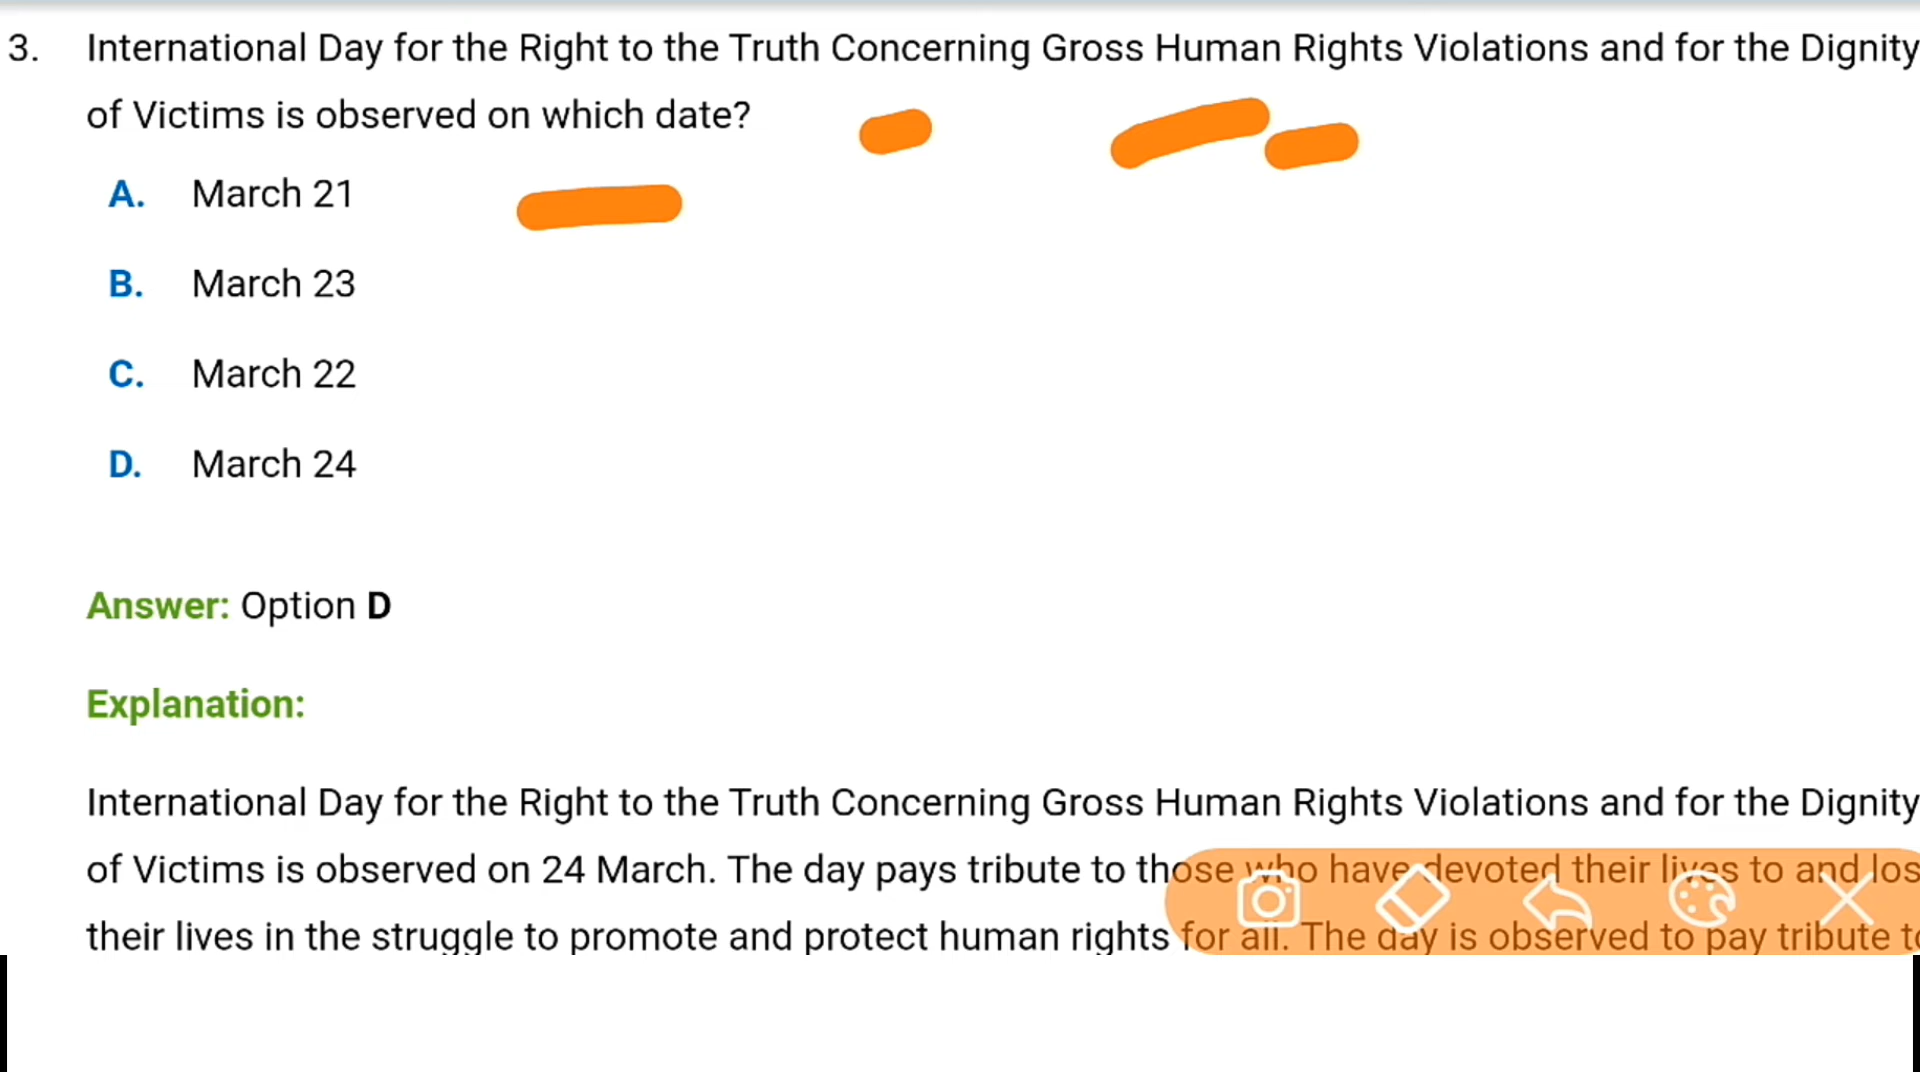 3. International Day for the Right to the Truth Concerning Gross Human Rights Violations and for the Dignity
of Victims is observed on which date?
A. March 21
B. March 23
C. March 22
D. March 24
Answer: Option D
Explanation:
International Day for the Right to the Truth Concerning Gross Human Rights Violations and for the Dignity
of Victims is observed on 24 March. The day pays tribute to those who have devoted their lives to and los
their lives in the struggle to promote and protect human rights for all. The day is observed to pay tribute